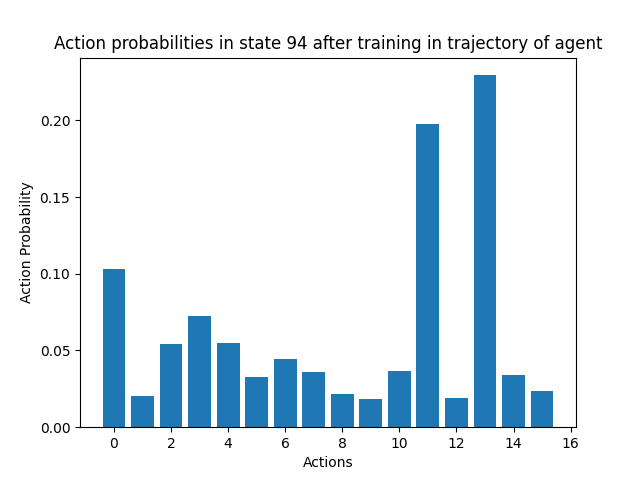 Action probabilities in state 94 after training in trajectory of agent
Action Probability
0.20
0.15
0.10
0.05
0.00
0 2 4 6 8 10 12 14 16
Actions